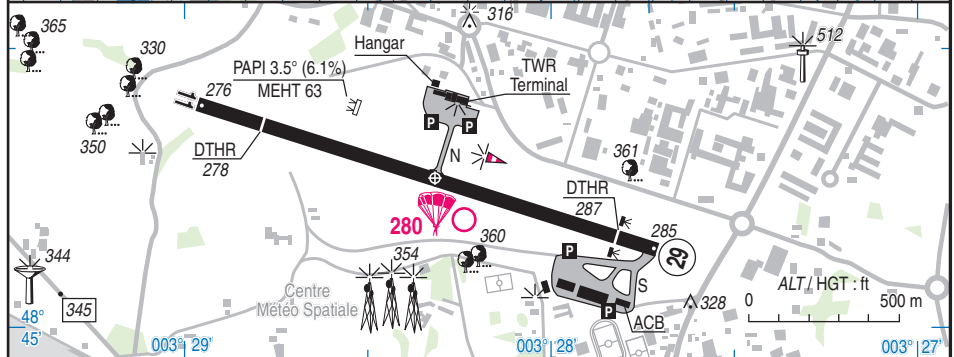 365
330
350
276
PAPI 3.5° (6.1%)
MEHT 63
DTHR
278
Hangar
316
TWR
Terminal
512
P
P
N
361
280
DTHR
287
285
29
360
P
S
P
ACB
328
354
Centre
Météo Spatiale
344
345
ALT / HGT : ft
0
500 m
48°
45'
003° 29'
003° 28'
003° 27'